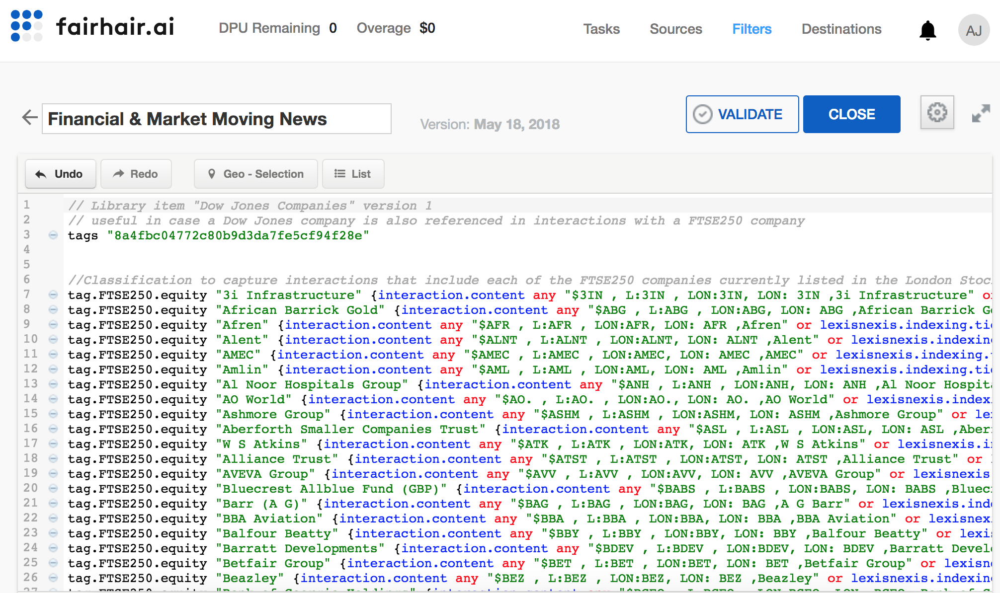 fairhair.ai DPU Remaining 0 Overage $0 Tasks Sources Filters Destinations AJ
Financial & Market Moving News Version: May 18, 2018 VALIDATE CLOSE
Undo Redo Geo - Selection List
1 // Library item "Dow Jones Companies" version 1
2 // useful in case a Dow Jones company is also referenced in interactions with a FTSE250 company
3 tags "8a4fbc04772c80b9d3da7fe5cf94f28e"
4
5
6 //Classification to capture interactions that include each of the FTSE250 companies currently listed in the London Stoc
7 tag.FTSE250.equity "3i Infrastructure" {interaction.content any "$3IN , L:3IN , LON:3IN, LON: 3IN ,3i Infrastructure" o
8 tag.FTSE250.equity "African Barrick Gold" {interaction.content any "$ABG , L:ABG , LON:ABG, LON: ABG ,African Barrick G
9 tag.FTSE250.equity "Afren" {interaction.content any "$AFR , L:AFR , LON:AFR, LON: AFR ,Afren" or lexisnexis.indexing.ti
10 tag.FTSE250.equity "Alent" {interaction.content any "$ALNT , L:ALNT , LON:ALNT, LON: ALNT ,Alent" or lexisnexis.indexin
11 tag.FTSE250.equity "AMEC" {interaction.content any "$AMEC , L:AMEC , LON:AMEC, LON: AMEC ,AMEC" or lexisnexis.indexing.
12 tag.FTSE250.equity "Amlin" {interaction.content any "$AML , L:AML , LON:AML, LON: AML ,Amlin" or lexisnexis.indexing.ti
13 tag.FTSE250.equity "Al Noor Hospitals Group" {interaction.content any "$ANH , L:ANH , LON:ANH, LON: ANH ,Al Noor Hospit
14 tag.FTSE250.equity "AO World" {interaction.content any "$AO. , L:AO. , LON:AO., LON: AO. ,AO World" or lexisnexis.index
15 tag.FTSE250.equity "Ashmore Group" {interaction.content any "$ASHM , L:ASHM , LON:ASHM, LON: ASHM ,Ashmore Group" or le
16 tag.FTSE250.equity "Aberforth Smaller Companies Trust" {interaction.content any "$ASL , L:ASL , LON:ASL, LON: ASL ,Aber
17 tag.FTSE250.equity "W S Atkins" {interaction.content any "$ATK , L:ATK , LON:ATK, LON: ATK ,W S Atkins" or lexisnexis.i
18 tag.FTSE250.equity "Alliance Trust" {interaction.content any "$ATST , L:ATST , LON:ATST, LON: ATST ,Alliance Trust" or
19 tag.FTSE250.equity "AVEVA Group" {interaction.content any "$AVV , L:AVV , LON:AVV, LON: AVV ,AVEVA Group" or lexisnexis
20 tag.FTSE250.equity "Bluecrest Allblue Fund (GBP)" {interaction.content any "$BABS , L:BABS , LON:BABS, LON: BABS ,Bluec
21 tag.FTSE250.equity "Barr (A G)" {interaction.content any "$BAG , L:BAG , LON:BAG, LON: BAG ,A G Barr" or lexisnexis.ind
22 tag.FTSE250.equity "BBA Aviation" {interaction.content any "$BBA , L:BBA , LON:BBA, LON: BBA ,BBA Aviation" or lexisnex
23 tag.FTSE250.equity "Balfour Beatty" {interaction.content any "$BBY , L:BBY , LON:BBY, LON: BBY ,Balfour Beatty" or lexi
24 tag.FTSE250.equity "Barratt Developments" {interaction.content any "$BDEV , L:BDEV , LON:BDEV, LON: BDEV ,Barratt Devel
25 tag.FTSE250.equity "Betfair Group" {interaction.content any "$BET , L:BET , LON:BET, LON: BET ,Betfair Group" or lexisn
26 tag.FTSE250.equity "Beazley" {interaction.content any "$BEZ , L:BEZ , LON:BEZ, LON: BEZ ,Beazley" or lexisnexis.indexin